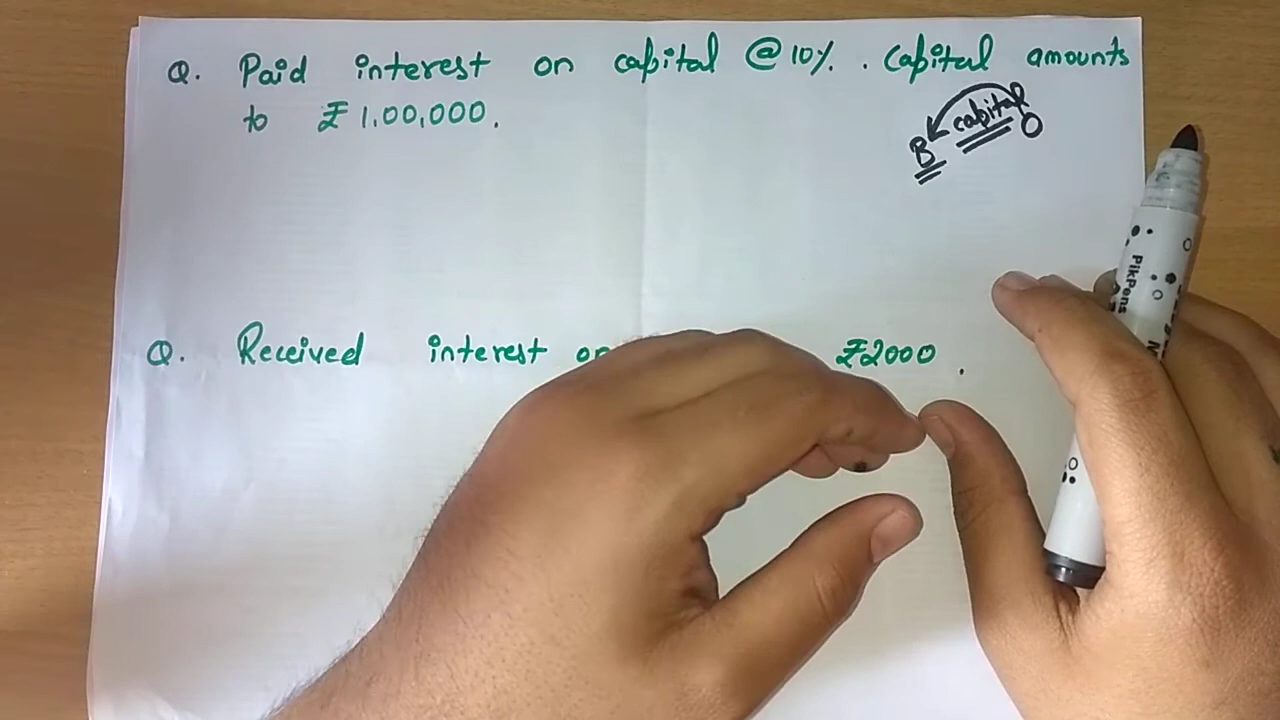 Q. Paid interest on capital @ 10%. Capital amounts
to ₹ 1,00,000.
B capital O
Q. Received interest on ₹2000.
PikPens